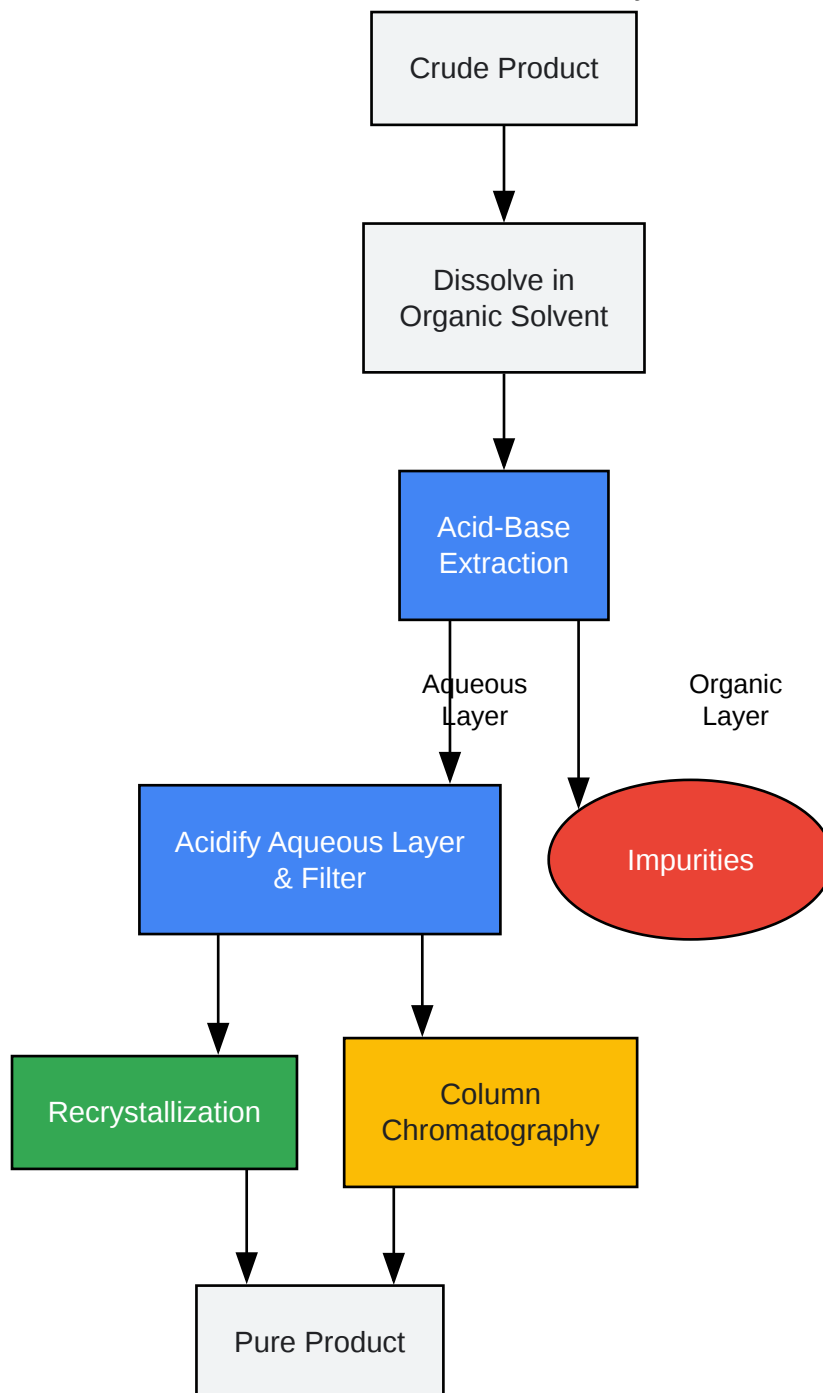 Crude Product
Dissolve in
Organic Solvent
Acid-Base
Extraction
Aqueous
Layer
Organic
Layer
Acidify Aqueous Layer
& Filter
Impurities
Recrystallization
Column
Chromatography
Pure Product